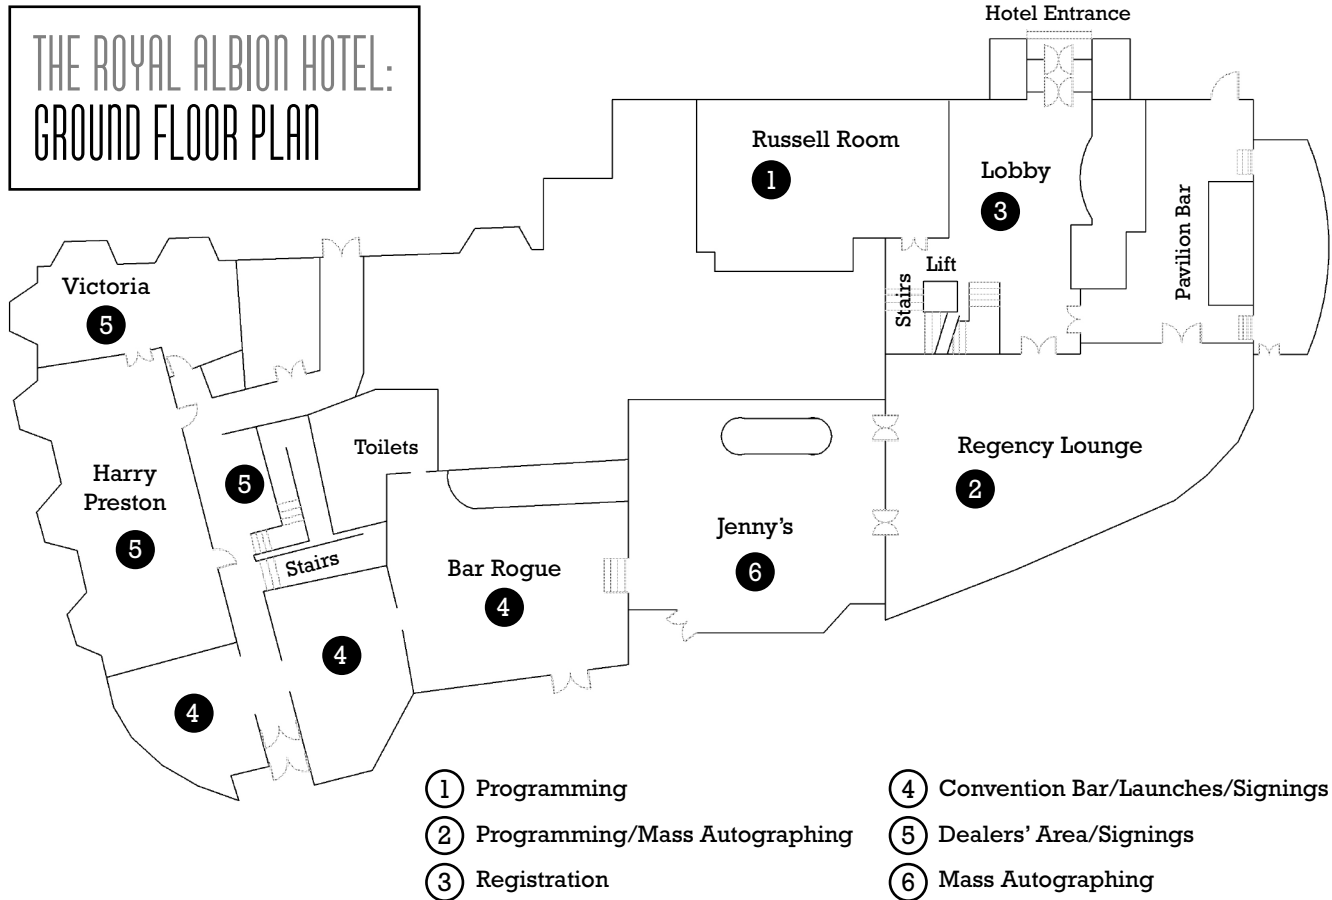 THE ROYAL ALBION HOTEL:
GROUND FLOOR PLAN
Hotel Entrance
Russell Room
1
Lobby
3
Pavilion Bar
Lift
Stairs
Victoria
5
Toilets
Harry
Preston
5
5
Stairs
Regency Lounge
2
Jenny's
6
Bar Rogue
4
4
4
1 Programming
2 Programming/Mass Autographing
3 Registration
4 Convention Bar/Launches/Signings
5 Dealers' Area/Signings
6 Mass Autographing